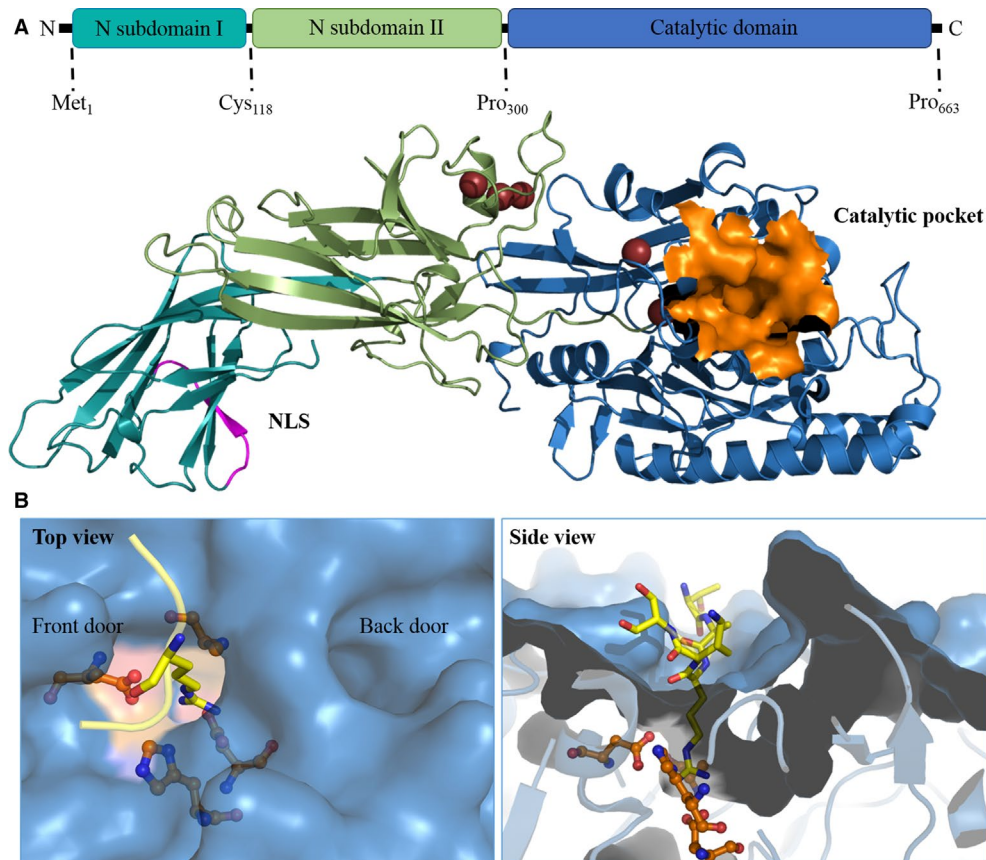 A
N N subdomain I N subdomain II Catalytic domain C
Met₁ Cys₁₁₈ Pro₃₀₀ Pro₆₆₃
Catalytic pocket
NLS
B
Top view
Front door
Back door
Side view